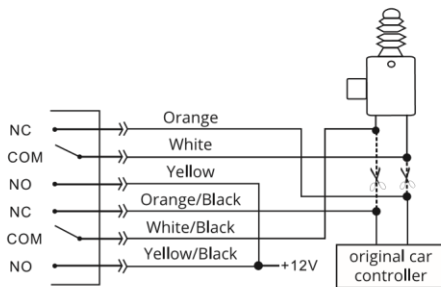 NC
Orange
COM
White
NO
Yellow
NC
Orange/Black
COM
White/Black
NO
Yellow/Black
+12V
original car
controller